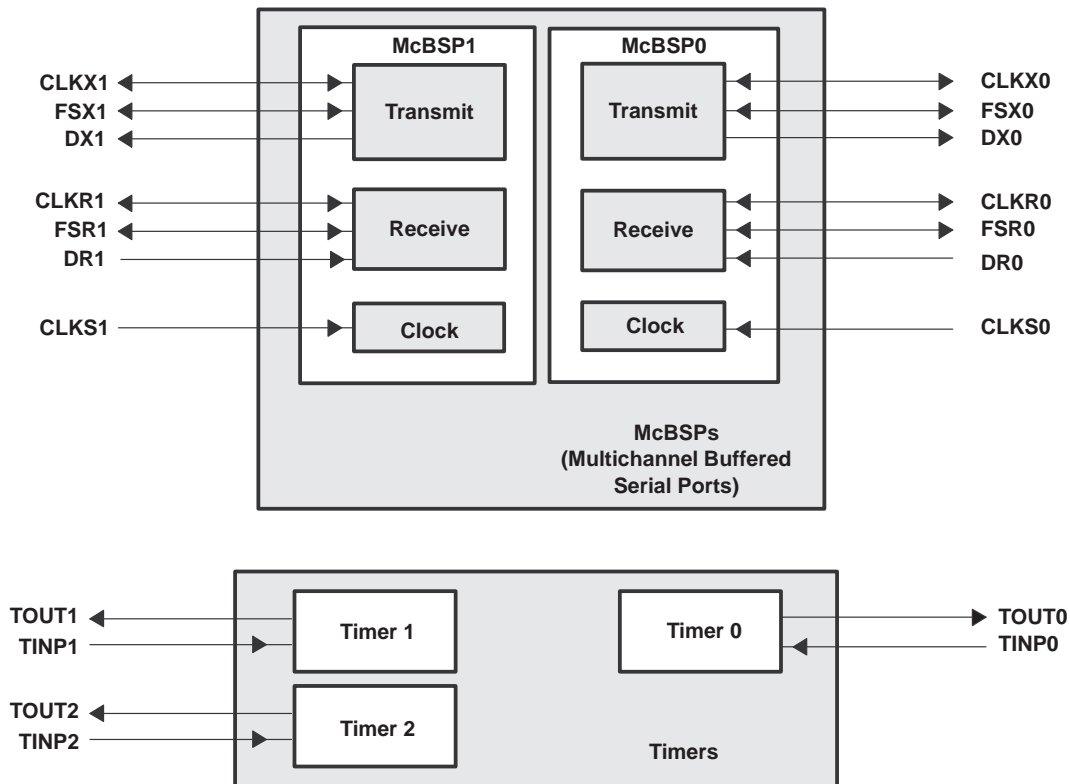 McBSP1
McBSP0
CLKX1
FSX1
DX1
Transmit
Transmit
CLKX0
FSX0
DX0
CLKR1
FSR1
DR1
Receive
Receive
CLKR0
FSR0
DR0
CLKS1
Clock
Clock
CLKS0
McBSPs
(Multichannel Buffered
Serial Ports)
TOUT1
TINP1
Timer 1
Timer 0
TOUT0
TINP0
TOUT2
TINP2
Timer 2
Timers